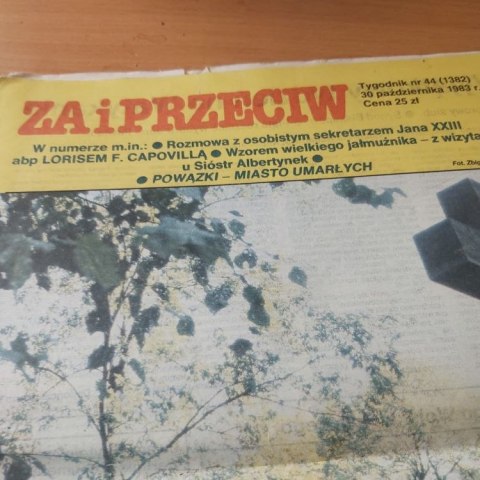 ZA i PRZECIW
Tygodnik nr 44 (1382)
30 października 1983 r.
Cena 25 zł
W numerze m.in.: ● Rozmowa z osobistym sekretarzem Jana XXIII
abp LORISEM F. CAPOVILLĄ ● Wzorem wielkiego jałmużnika – z wizytą
u Sióstr Albertynek ●
● POWĄZKI – MIASTO UMARŁYCH
Fot.